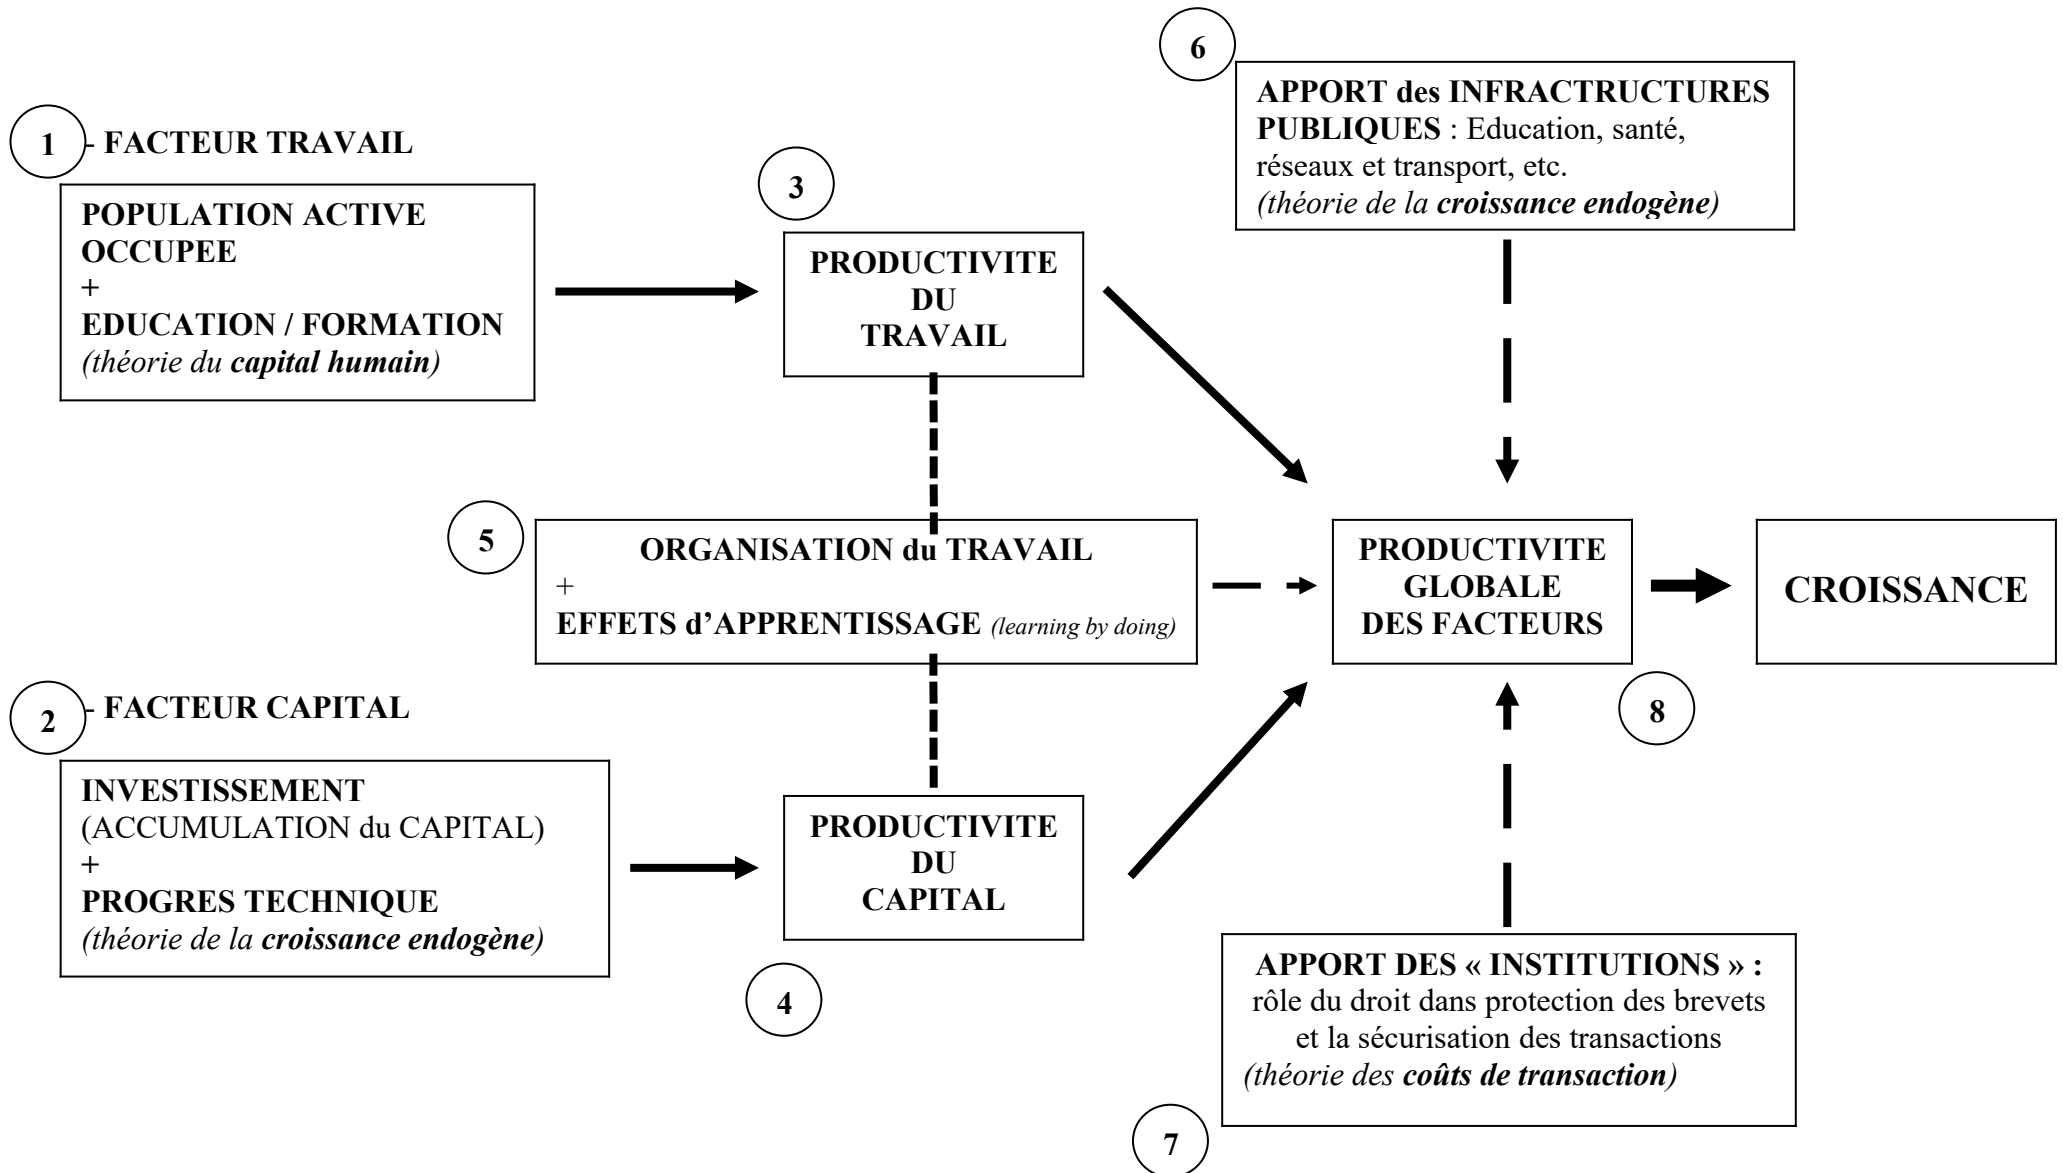 1 - FACTEUR TRAVAIL
POPULATION ACTIVE
OCCUPEE
+
EDUCATION / FORMATION
(théorie du capital humain)
3
PRODUCTIVITE
DU
TRAVAIL
6
APPORT des INFRACTRUCTURES
PUBLIQUES : Education, santé,
réseaux et transport, etc.
(théorie de la croissance endogène)
5
ORGANISATION du TRAVAIL
+
EFFETS d’APPRENTISSAGE (learning by doing)
PRODUCTIVITE
GLOBALE
DES FACTEURS
8
CROISSANCE
2 - FACTEUR CAPITAL
INVESTISSEMENT
(ACCUMULATION du CAPITAL)
+
PROGRES TECHNIQUE
(théorie de la croissance endogène)
PRODUCTIVITE
DU
CAPITAL
4
APPORT DES « INSTITUTIONS » :
rôle du droit dans protection des brevets
et la sécurisation des transactions
(théorie des coûts de transaction)
7